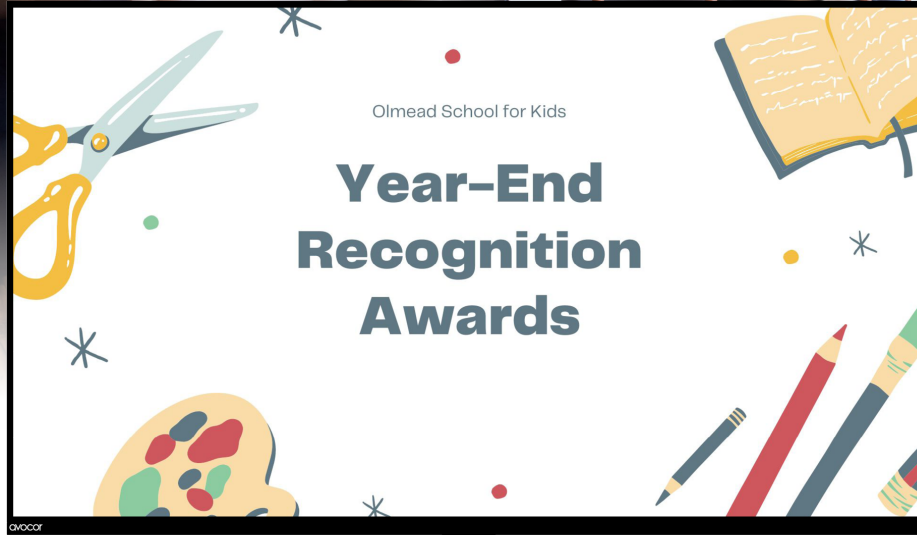 Olmead School for Kids
Year-End
Recognition
Awards
avocor